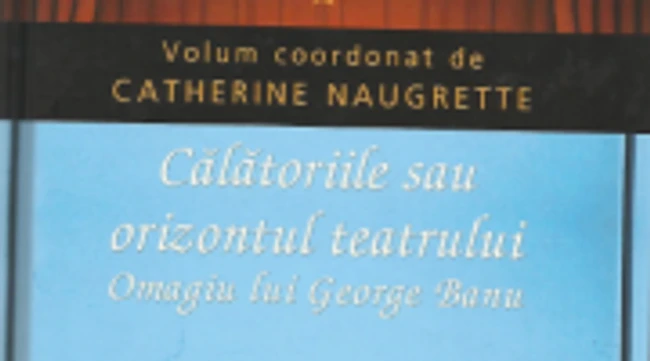 Volum coordonat de
CATHERINE NAUGRETTE
Călătoriile sau
orizontul teatrului
Omagiu lui George Banu